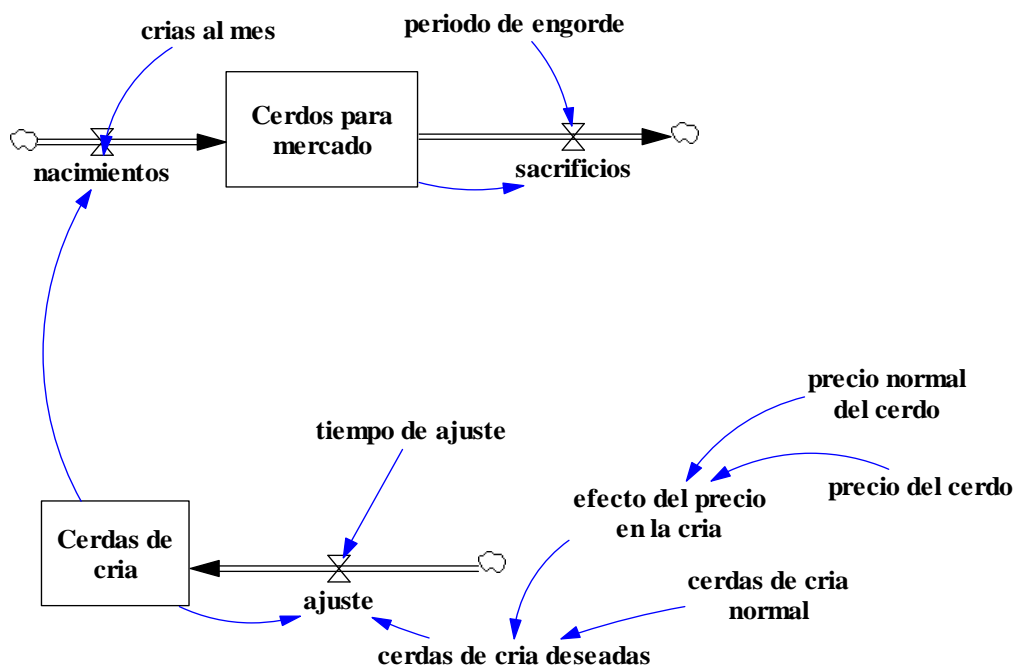 crias al mes
periodo de engorde
Cerdos para
mercado
nacimientos
sacrificios
precio normal
del cerdo
tiempo de ajuste
precio del cerdo
efecto del precio
en la cria
Cerdas de
cria
ajuste
cerdas de cria
normal
cerdas de cria deseadas